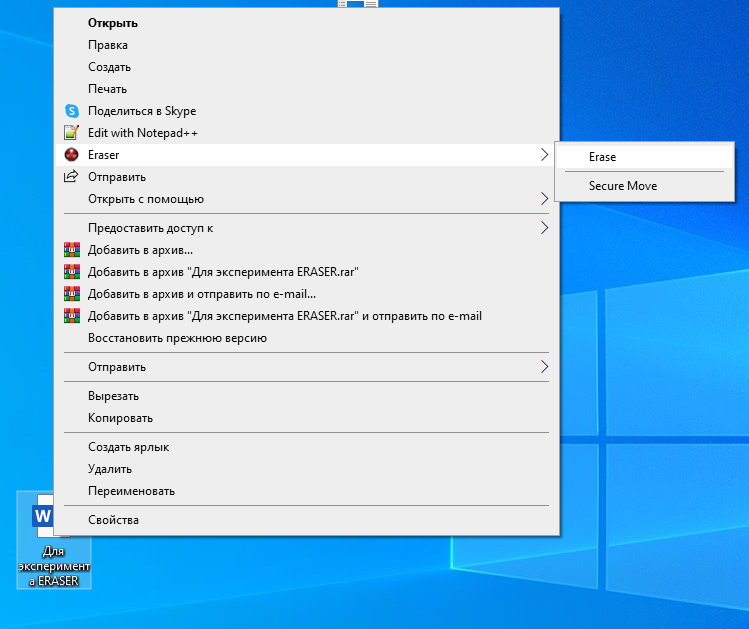 Открыть
Правка
Создать
Печать
Поделиться в Skype
Edit with Notepad++
Eraser
Erase
Отправить
Secure Move
Открыть с помощью
Предоставить доступ к
Добавить в архив...
Добавить в архив "Для эксперимента ERASER.rar"
Добавить в архив и отправить по e-mail...
Добавить в архив "Для эксперимента ERASER.rar" и отправить по e-mail
Восстановить прежнюю версию
Отправить
Вырезать
Копировать
Создать ярлык
Удалить
Переименовать
Свойства
W
Для
эксперимент
а ERASER